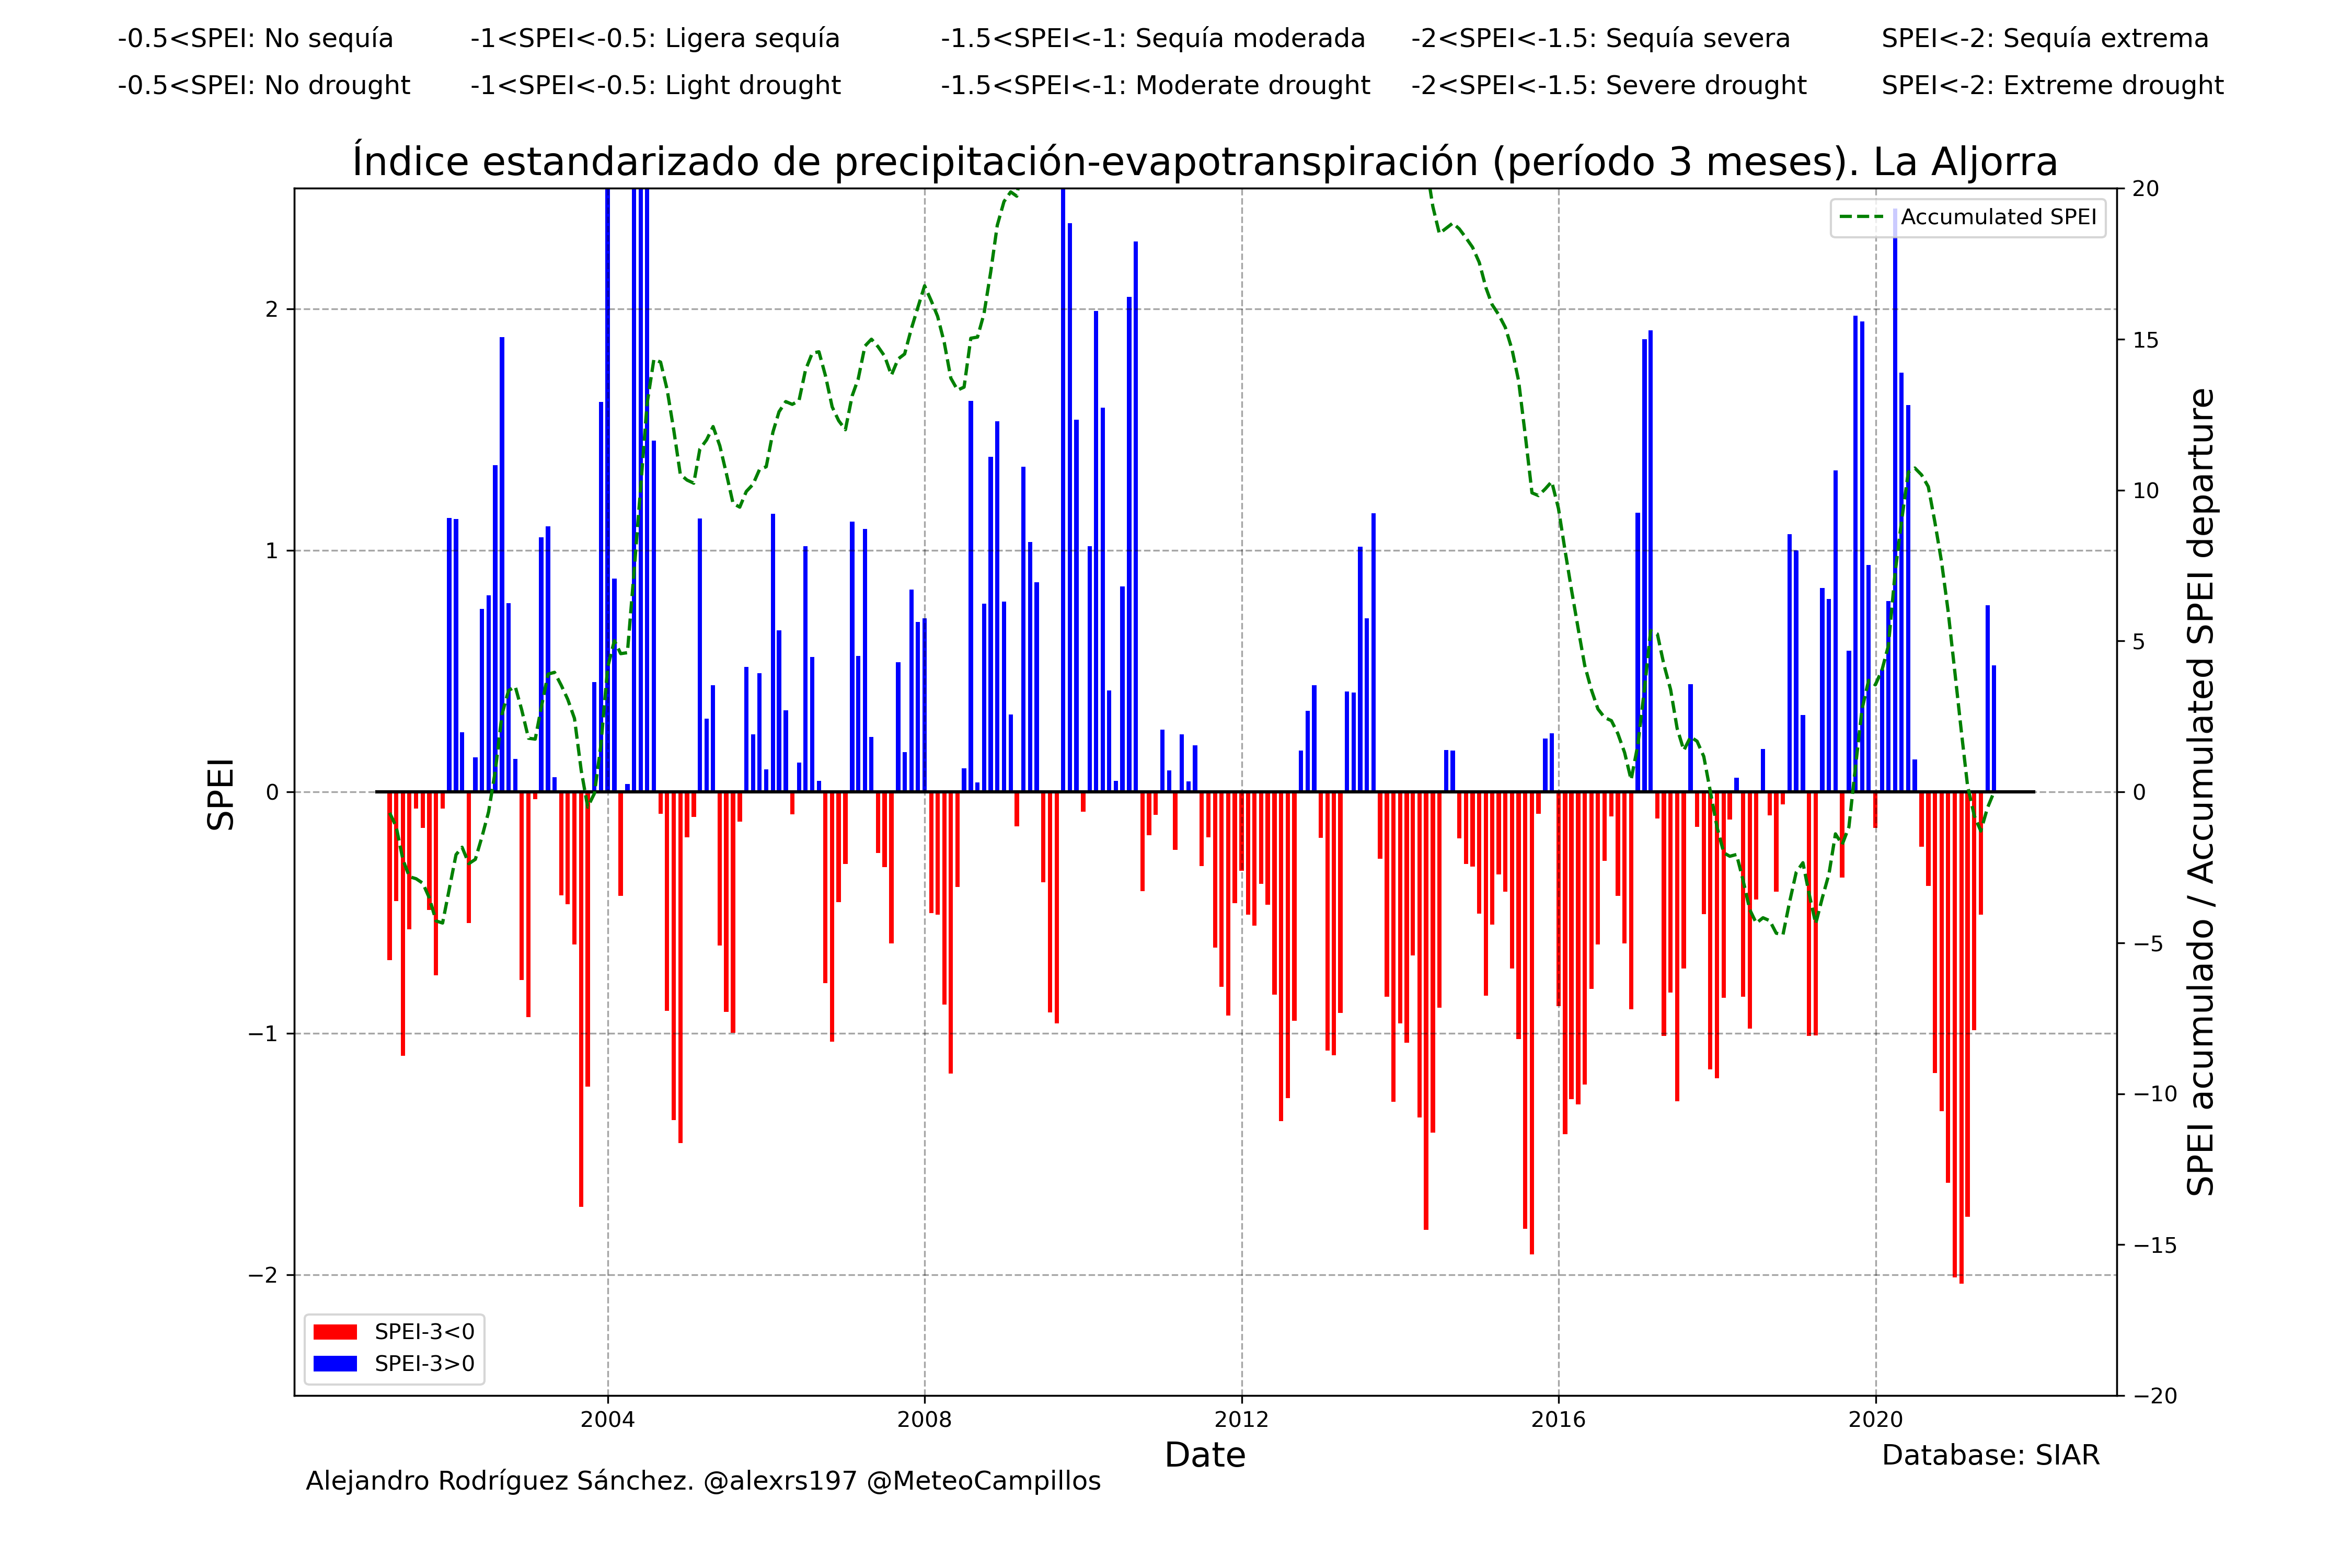 -0.5<SPEI: No sequía -1<SPEI<-0.5: Ligera sequía -1.5<SPEI<-1: Sequía moderada -2<SPEI<-1.5: Sequía severa SPEI<-2: Sequía extrema
-0.5<SPEI: No drought -1<SPEI<-0.5: Light drought -1.5<SPEI<-1: Moderate drought -2<SPEI<-1.5: Severe drought SPEI<-2: Extreme drought
Índice estandarizado de precipitación-evapotranspiración (período 3 meses). La Aljorra
Accumulated SPEI
SPEI
2
1
0
−1
−2
20
15
10
5
0
−5
−10
−15
−20
SPEI acumulado / Accumulated SPEI departure
SPEI-3<0
SPEI-3>0
2004 2008 2012 2016 2020
Date
Database: SIAR
Alejandro Rodríguez Sánchez. @alexrs197 @MeteoCampillos